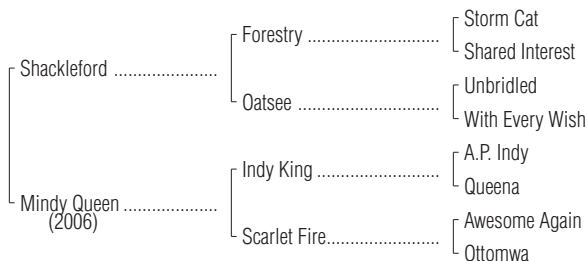 Storm Cat
Forestry ........................
Shared Interest
Shackleford .....................
Unbridled
Oatsee ............................
With Every Wish
A.P. Indy
Indy King ........................
Queena
Mindy Queen ...................
(2006)
Awesome Again
Scarlet Fire......................
Ottomwa